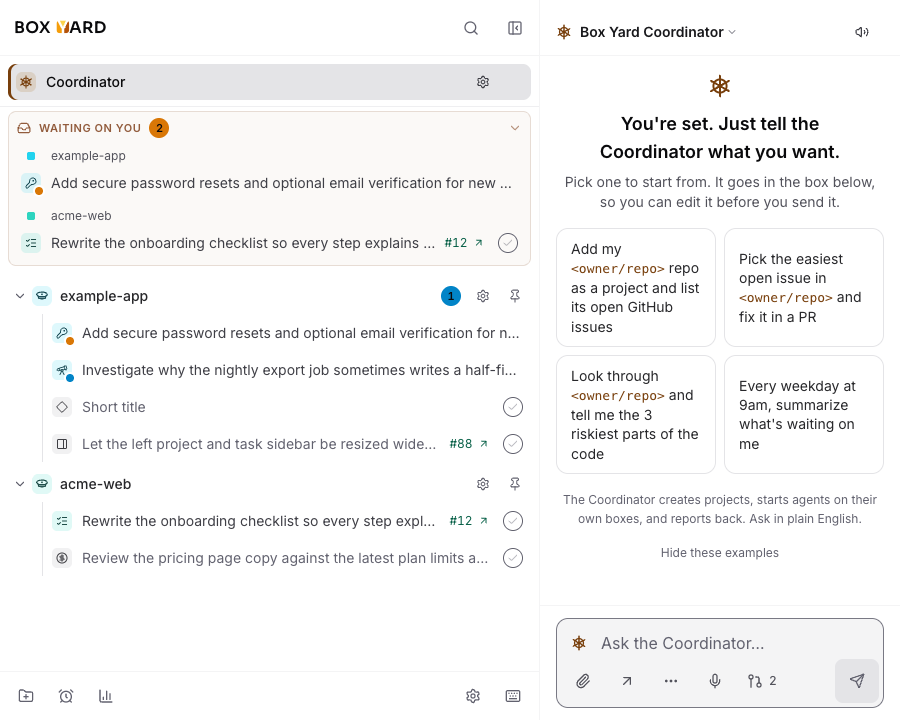 BOX YARD
Coordinator
WAITING ON YOU 2
example-app
Add secure password resets and optional email verification for new ...
acme-web
Rewrite the onboarding checklist so every step explains ... #12
example-app 1
Add secure password resets and optional email verification for n...
Investigate why the nightly export job sometimes writes a half-fi...
Short title
Let the left project and task sidebar be resized wide... #88
acme-web
Rewrite the onboarding checklist so every step expl... #12
Review the pricing page copy against the latest plan limits a...
Box Yard Coordinator
You're set. Just tell the
Coordinator what you want.
Pick one to start from. It goes in the box below,
so you can edit it before you send it.
Add my
<owner/repo> repo
as a project and list
its open GitHub
issues
Pick the easiest
open issue in
<owner/repo> and
fix it in a PR
Look through
<owner/repo> and
tell me the 3
riskiest parts of the
code
Every weekday at
9am, summarize
what's waiting on
me
The Coordinator creates projects, starts agents on their
own boxes, and reports back. Ask in plain English.
Hide these examples
Ask the Coordinator...
2